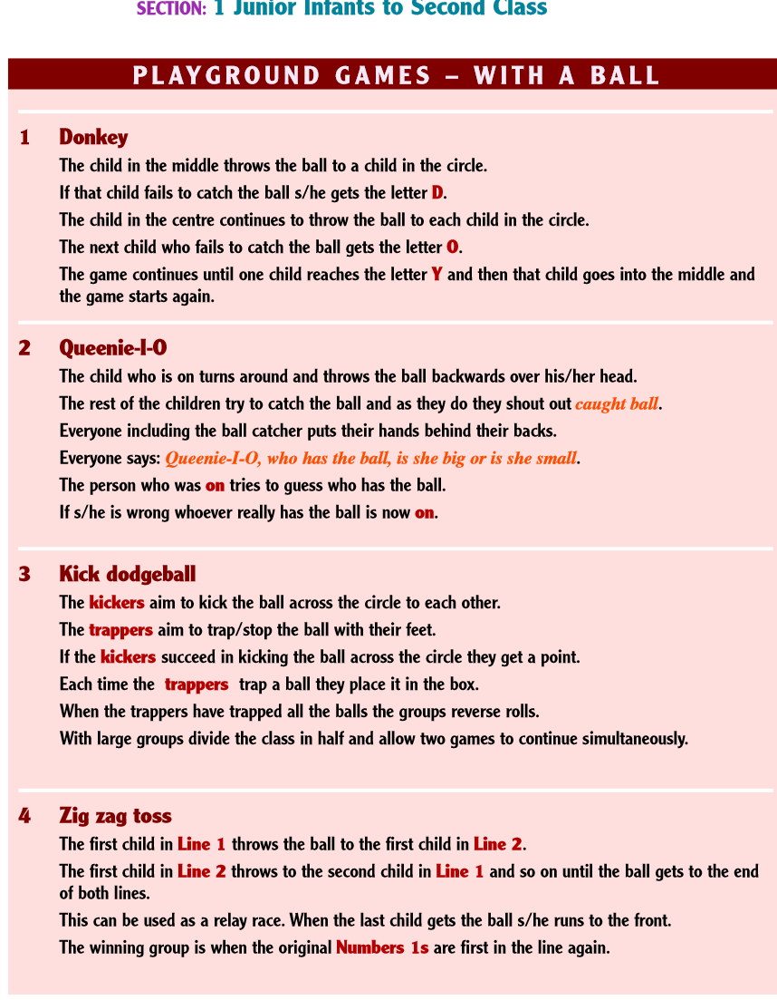 SECTION: 1 Junior Infants to Second Class
PLAYGROUND GAMES – WITH A BALL
1 Donkey
The child in the middle throws the ball to a child in the circle.
If that child fails to catch the ball s/he gets the letter D.
The child in the centre continues to throw the ball to each child in the circle.
The next child who fails to catch the ball gets the letter O.
The game continues until one child reaches the letter Y and then that child goes into the middle and
the game starts again.
2 Queenie-I-O
The child who is on turns around and throws the ball backwards over his/her head.
The rest of the children try to catch the ball and as they do they shout out caught ball.
Everyone including the ball catcher puts their hands behind their backs.
Everyone says: Queenie-I-O, who has the ball, is she big or is she small.
The person who was on tries to guess who has the ball.
If s/he is wrong whoever really has the ball is now on.
3 Kick dodgeball
The kickers aim to kick the ball across the circle to each other.
The trappers aim to trap/stop the ball with their feet.
If the kickers succeed in kicking the ball across the circle they get a point.
Each time the trappers trap a ball they place it in the box.
When the trappers have trapped all the balls the groups reverse rolls.
With large groups divide the class in half and allow two games to continue simultaneously.
4 Zig zag toss
The first child in Line 1 throws the ball to the first child in Line 2.
The first child in Line 2 throws to the second child in Line 1 and so on until the ball gets to the end
of both lines.
This can be used as a relay race. When the last child gets the ball s/he runs to the front.
The winning group is when the original Numbers 1s are first in the line again.